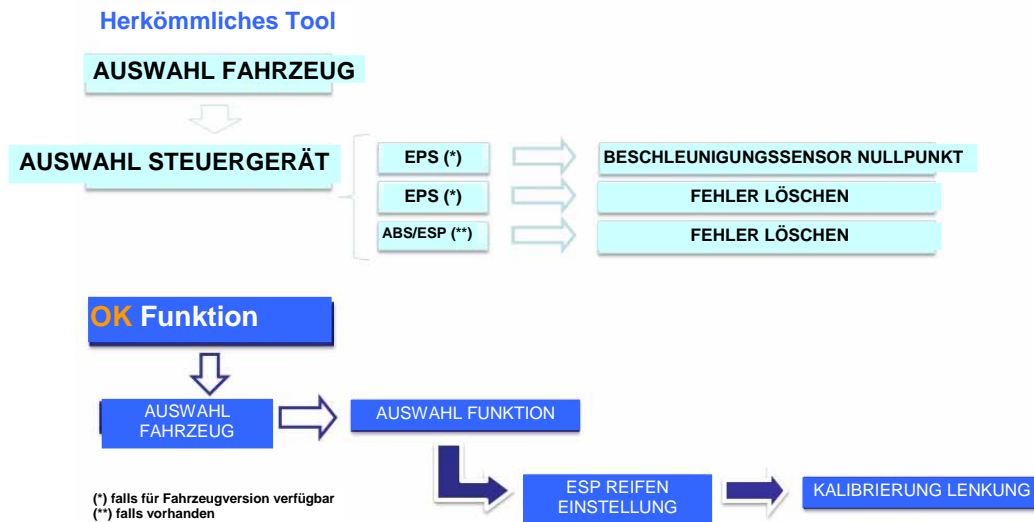 Herkömmliches Tool
AUSWAHL FAHRZEUG
AUSWAHL STEUERGERÄT
EPS (*)
BESCHLEUNIGUNGSSENSOR NULLPUNKT
EPS (*)
FEHLER LÖSCHEN
ABS/ESP (**)
FEHLER LÖSCHEN
OK Funktion
AUSWAHL
FAHRZEUG
AUSWAHL FUNKTION
ESP REIFEN
EINSTELLUNG
KALIBRIERUNG LENKUNG
(*) falls für Fahrzeugversion verfügbar
(**) falls vorhanden